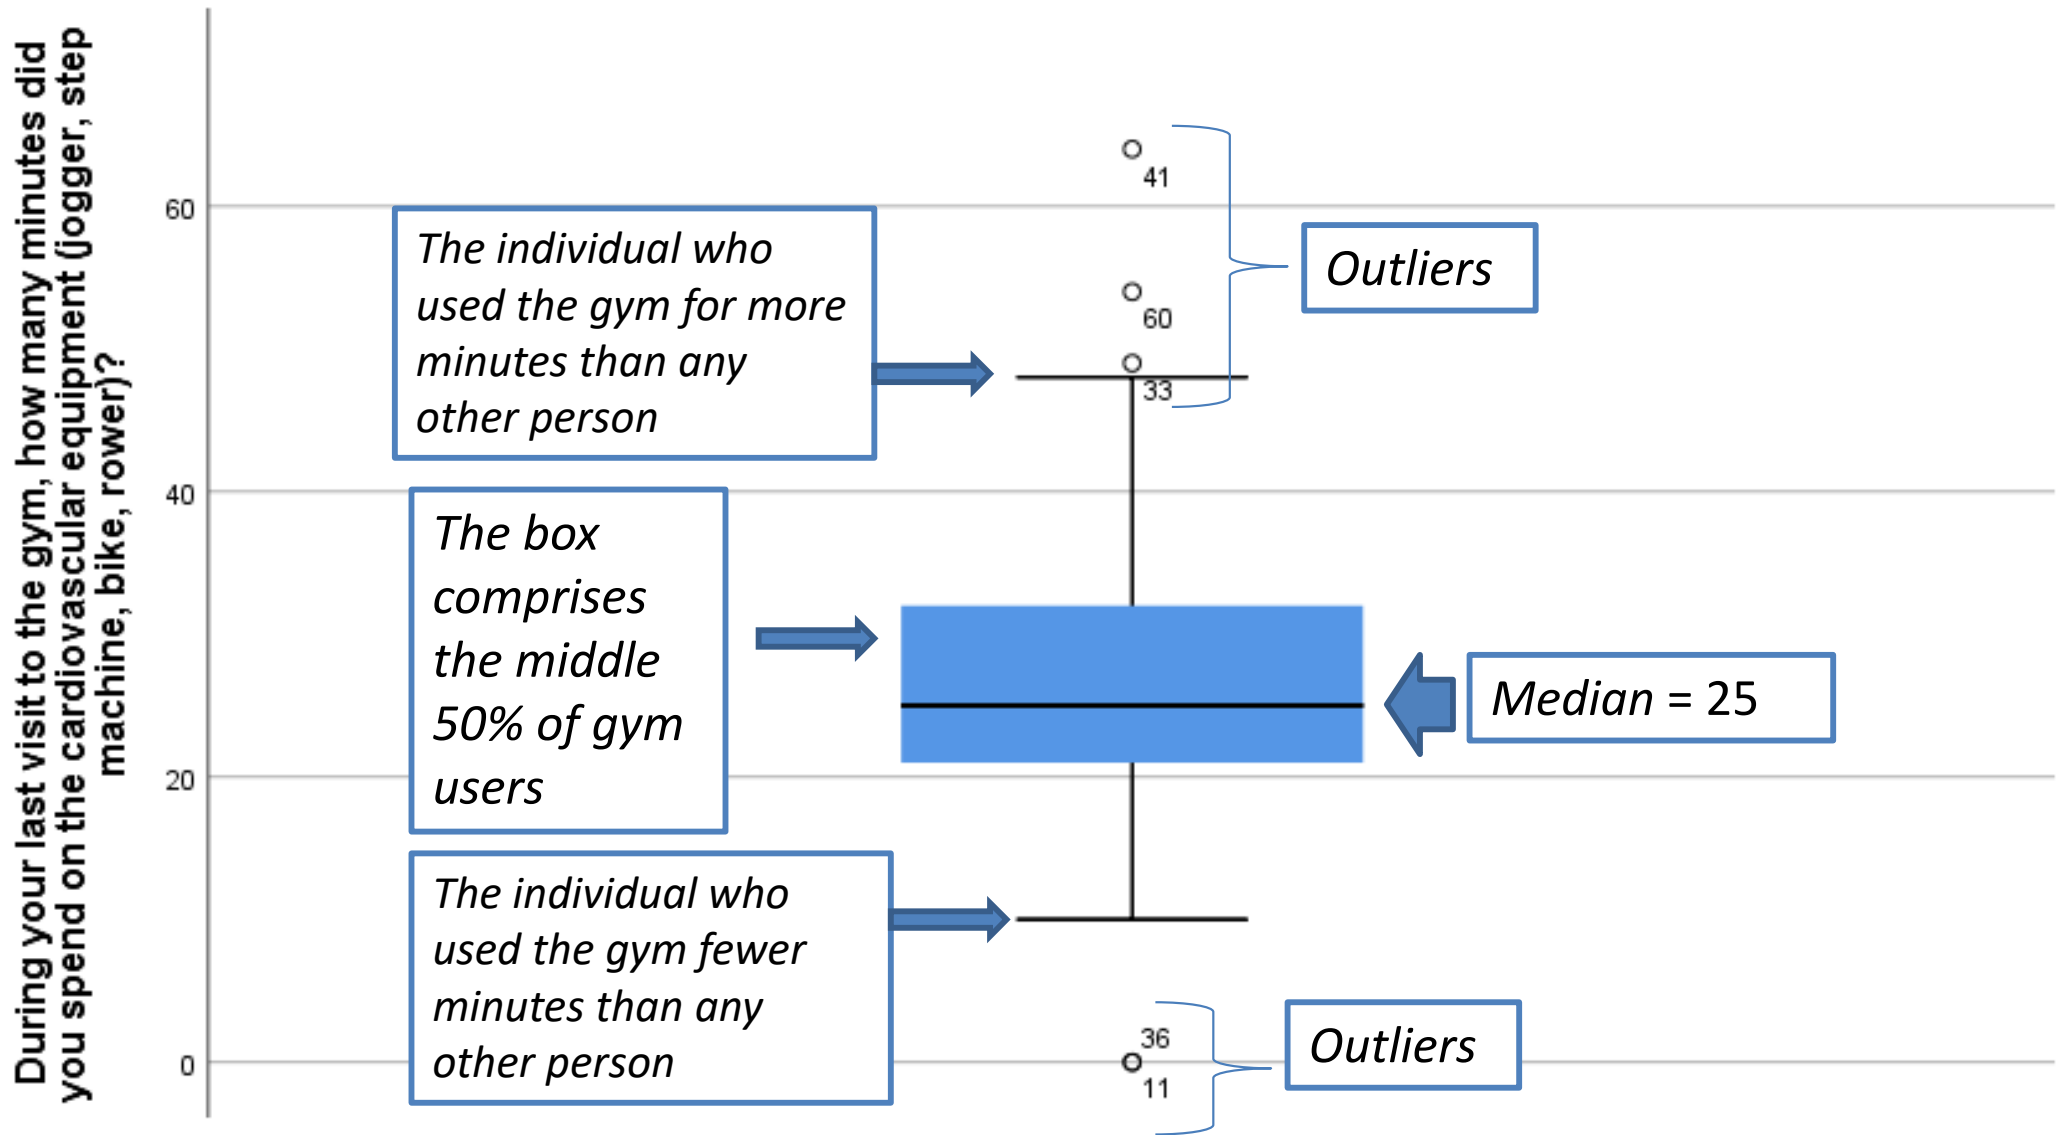 During your last visit to the gym, how many minutes did
you spend on the cardiovascular equipment (jogger, step
machine, bike, rower)?
60
40
20
0
The individual who
used the gym for more
minutes than any
other person
The box
comprises
the middle
50% of gym
users
The individual who
used the gym fewer
minutes than any
other person
41
60
33
Outliers
Median = 25
36
11
Outliers